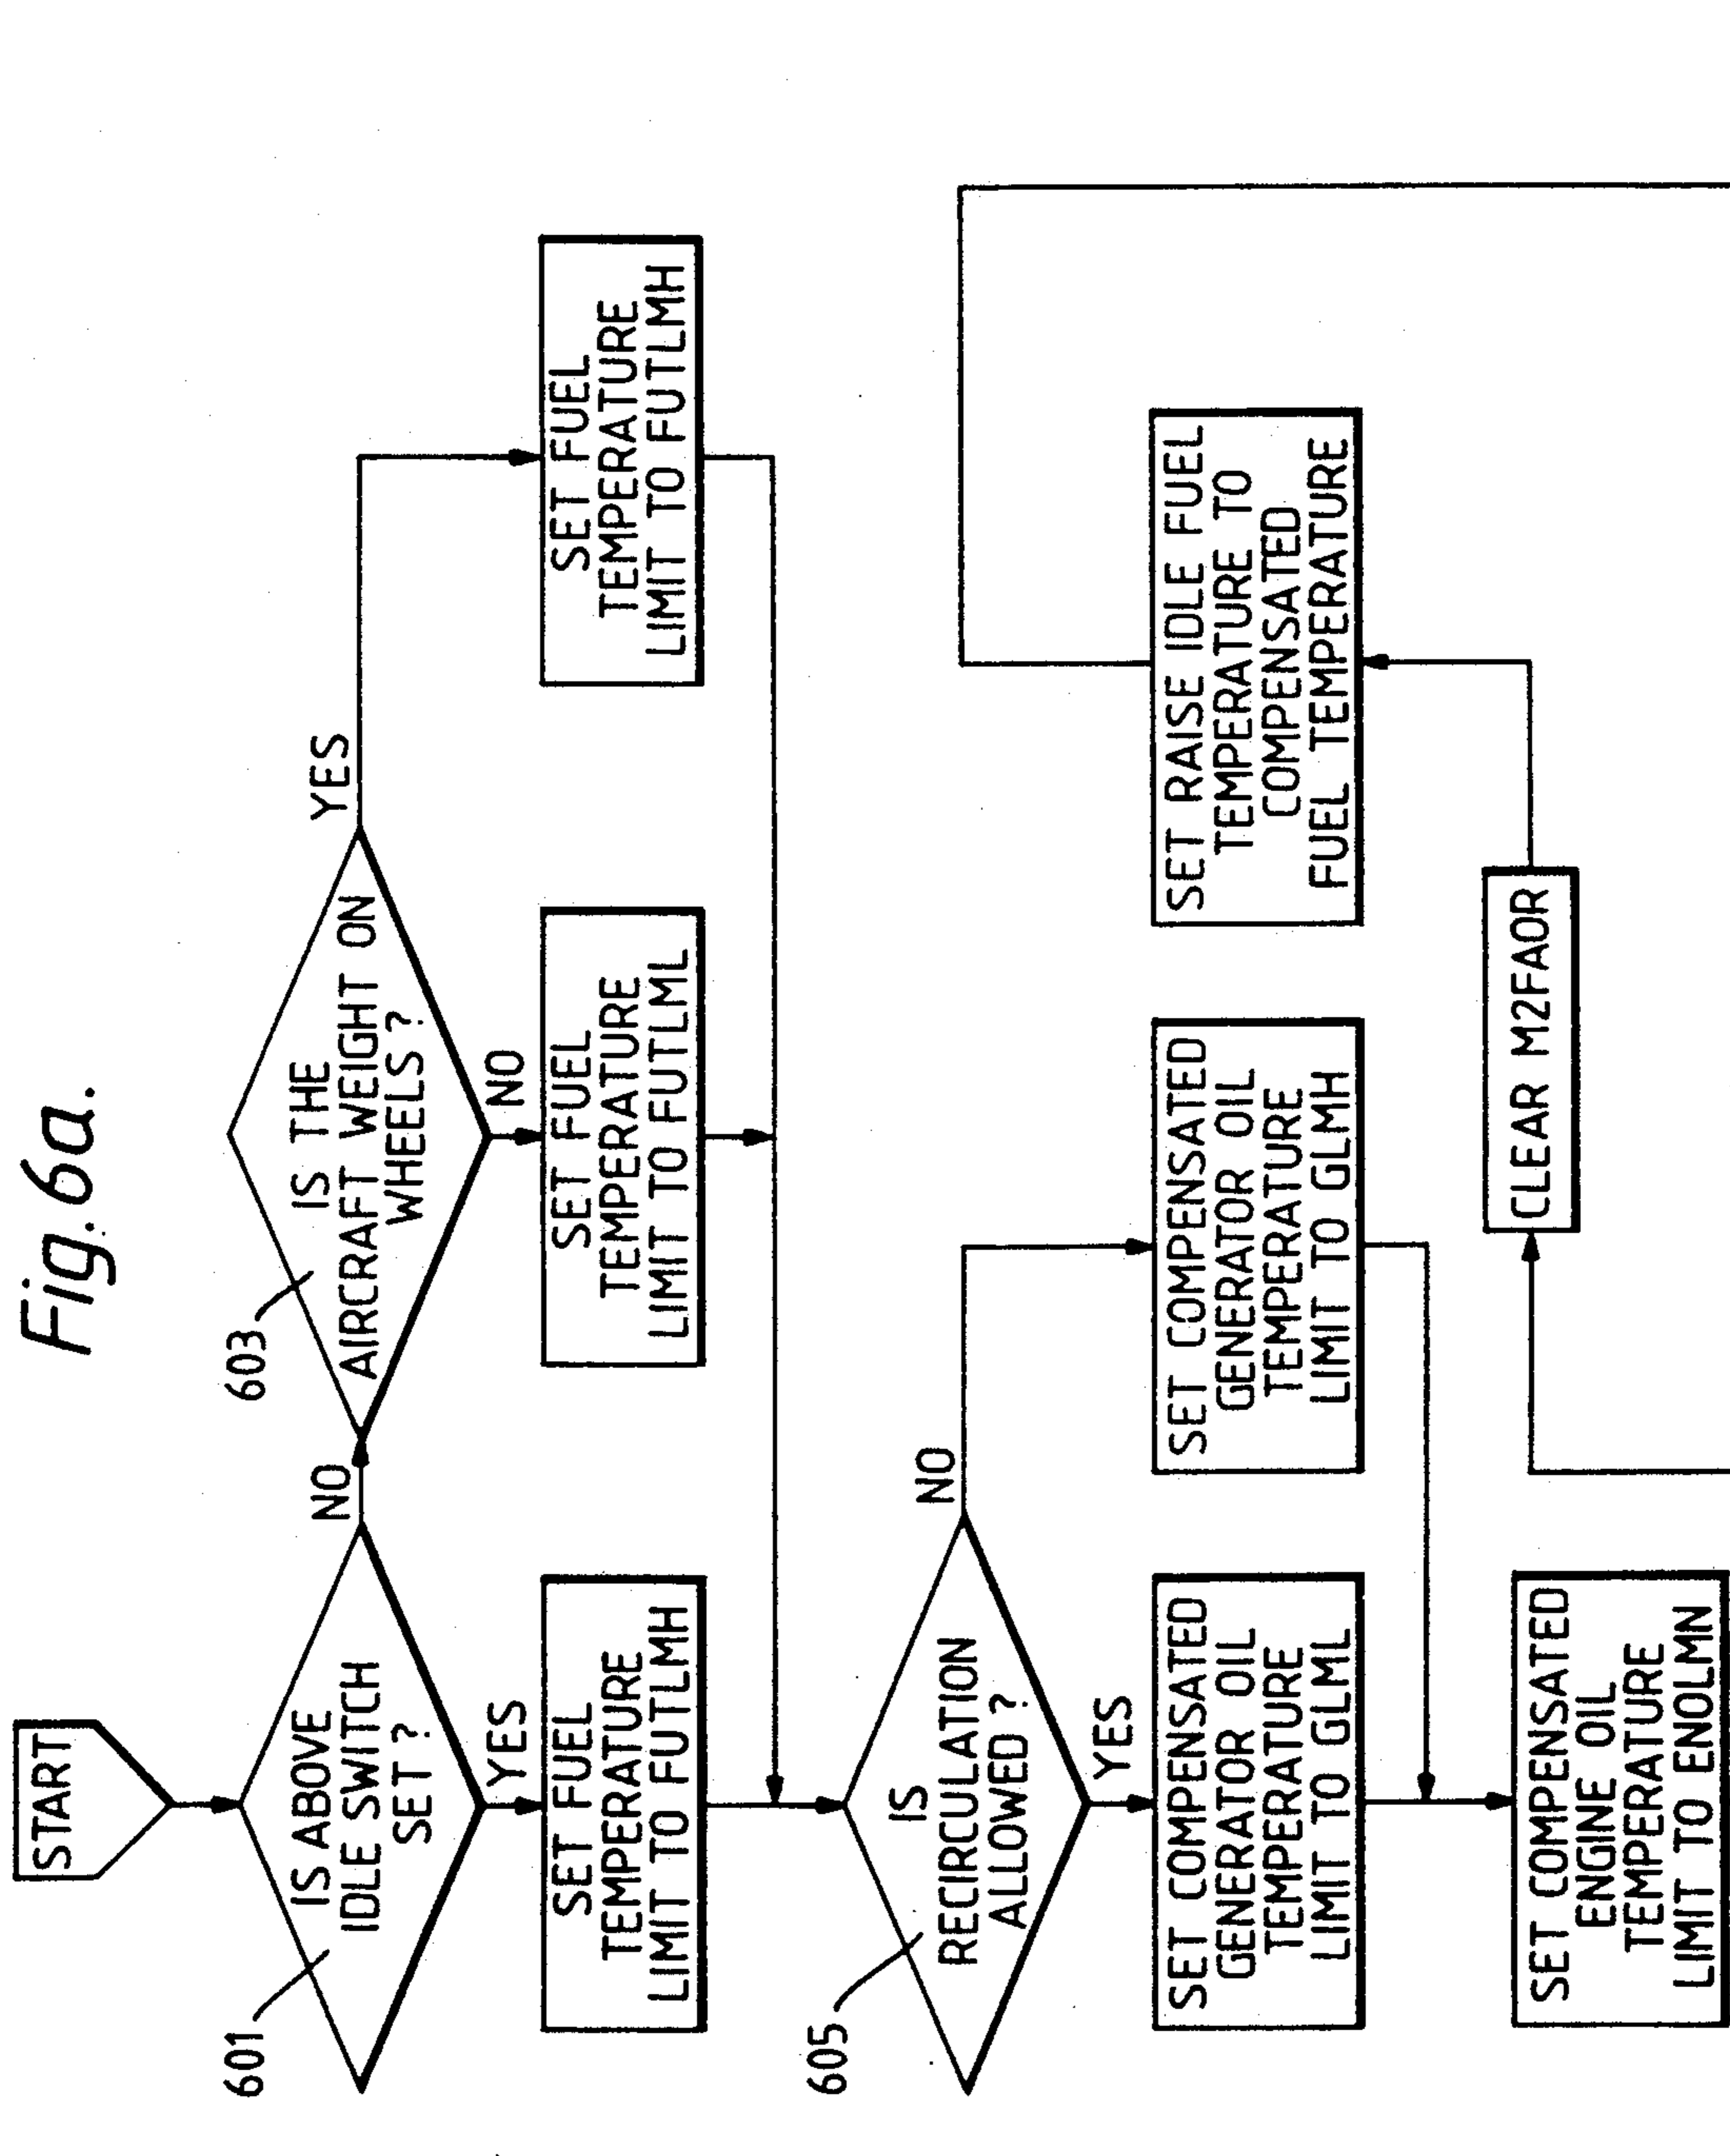 Fig.6a.
START
601
IS ABOVE
IDLE SWITCH
SET ?
NO
YES
603
IS THE
AIRCRAFT WEIGHT ON
WHEELS ?
YES
NO
SET FUEL
TEMPERATURE
LIMIT TO FUTLMH
SET FUEL
TEMPERATURE
LIMIT TO FUTLML
SET FUEL
TEMPERATURE
LIMIT TO FUTLMH
605
IS
RECIRCULATION
ALLOWED ?
NO
YES
SET COMPENSATED
GENERATOR OIL
TEMPERATURE
LIMIT TO GLML
SET COMPENSATED
GENERATOR OIL
TEMPERATURE
LIMIT TO GLMH
SET RAISE IDLE FUEL
TEMPERATURE TO
COMPENSATED
FUEL TEMPERATURE
CLEAR M2FAOR
SET COMPENSATED
ENGINE OIL
TEMPERATURE
LIMIT TO ENOLMN